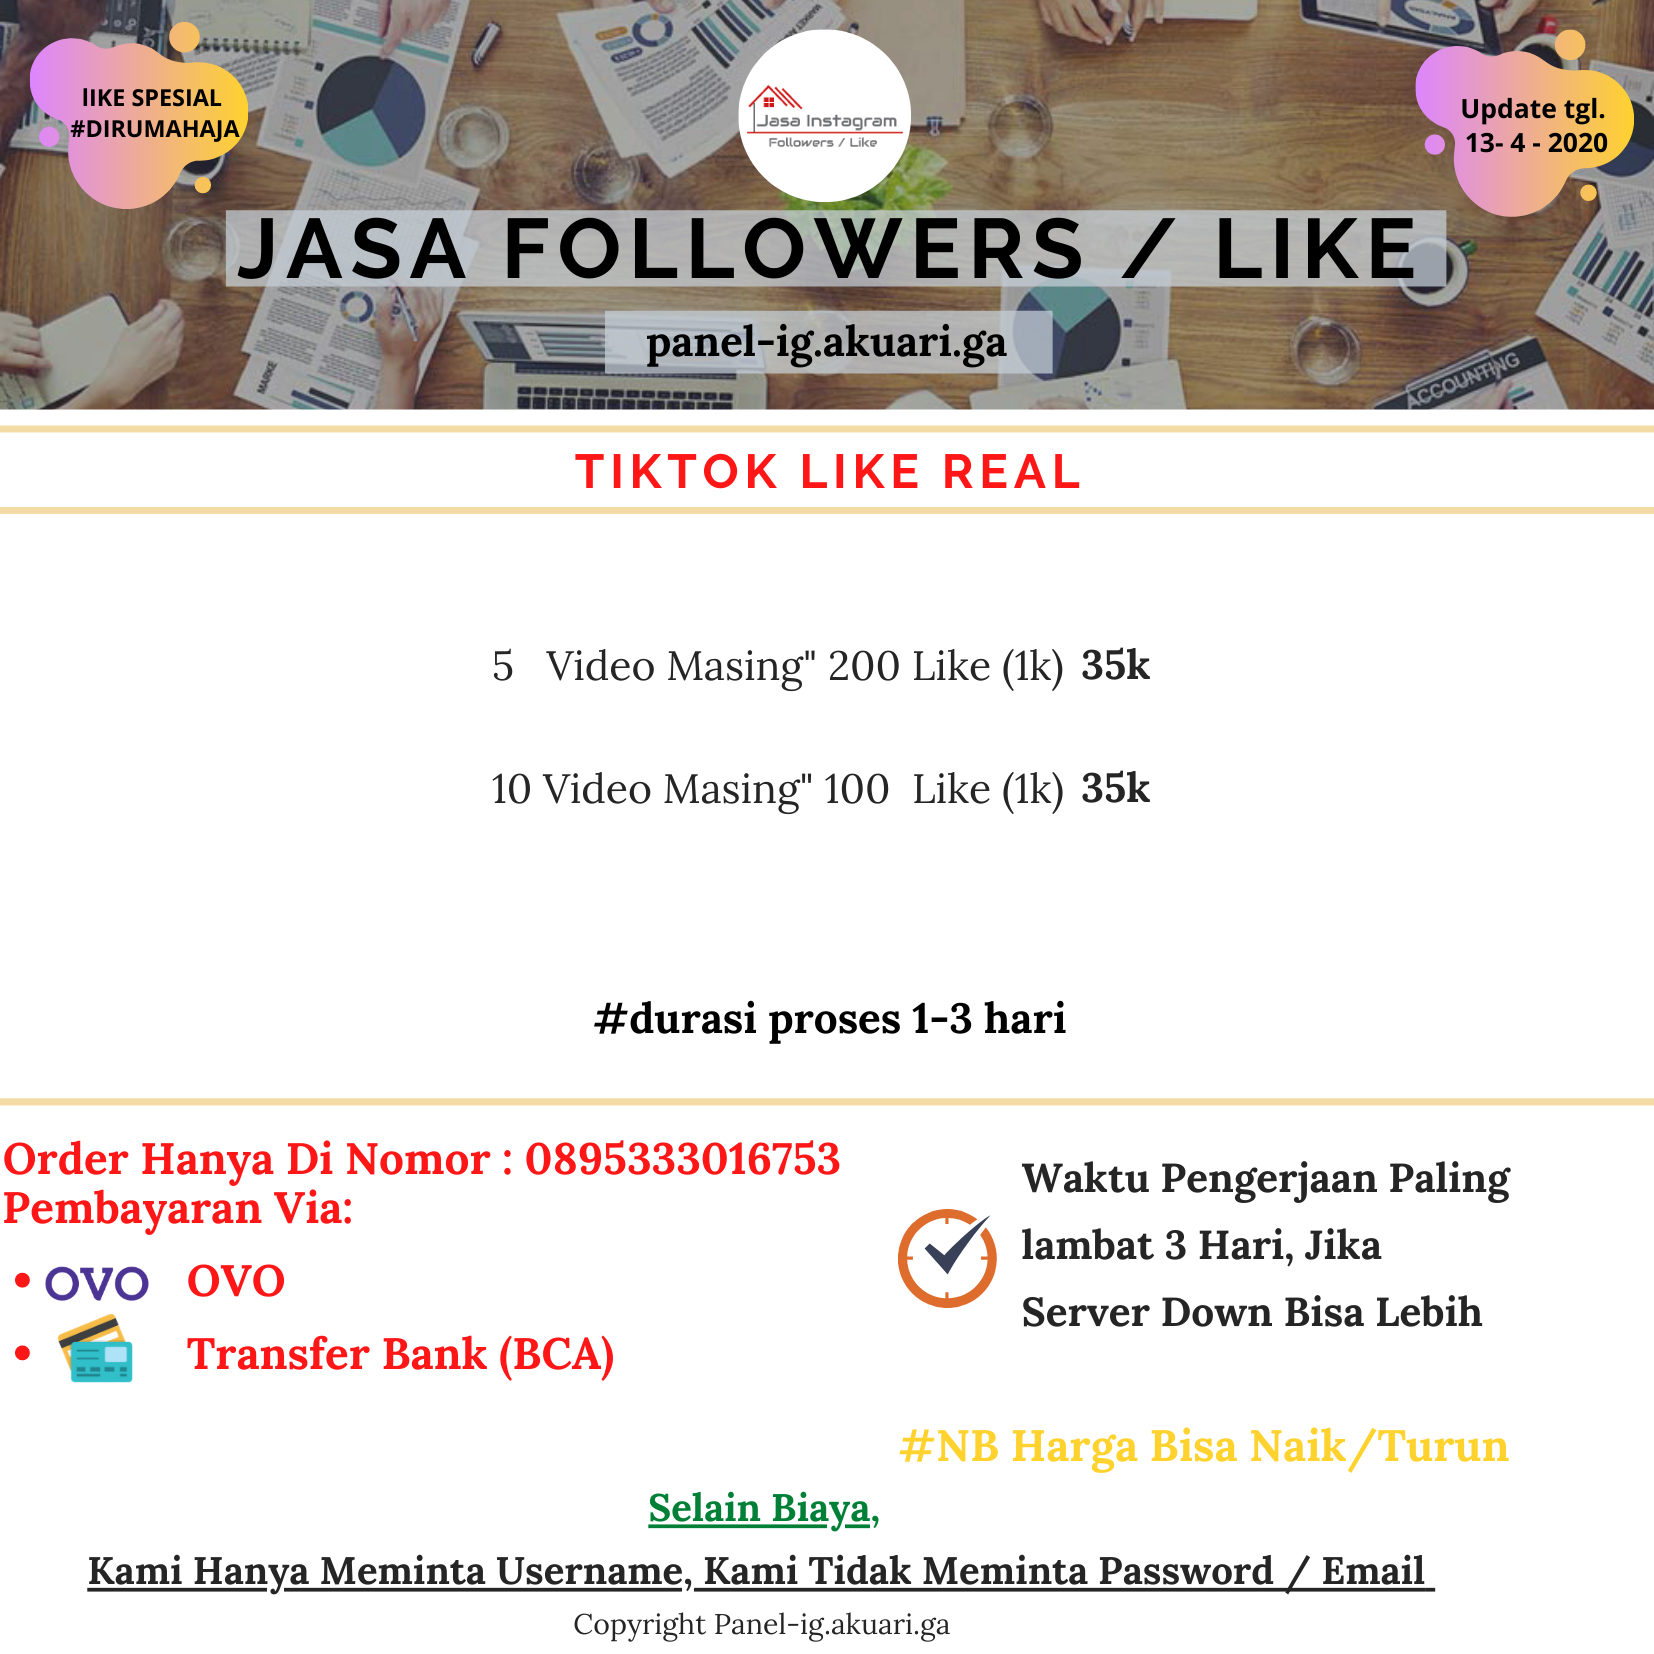 lIKE SPESIAL
#DIRUMAHAJA
Jasa Instagram
Followers / Like
Update tgl.
13- 4 - 2020
JASA FOLLOWERS / LIKE
panel-ig.akuari.ga
MARKE
ACCOUNTING
TIKTOK LIKE REAL
5 Video Masing" 200 Like (1k) 35k
10 Video Masing" 100 Like (1k) 35k
#durasi proses 1-3 hari
Order Hanya Di Nomor : 0895333016753
Pembayaran Via:
• OVO OVO
• Transfer Bank (BCA)
Waktu Pengerjaan Paling
lambat 3 Hari, Jika
Server Down Bisa Lebih
#NB Harga Bisa Naik/Turun
Selain Biaya,
Kami Hanya Meminta Username, Kami Tidak Meminta Password / Email
Copyright Panel-ig.akuari.ga